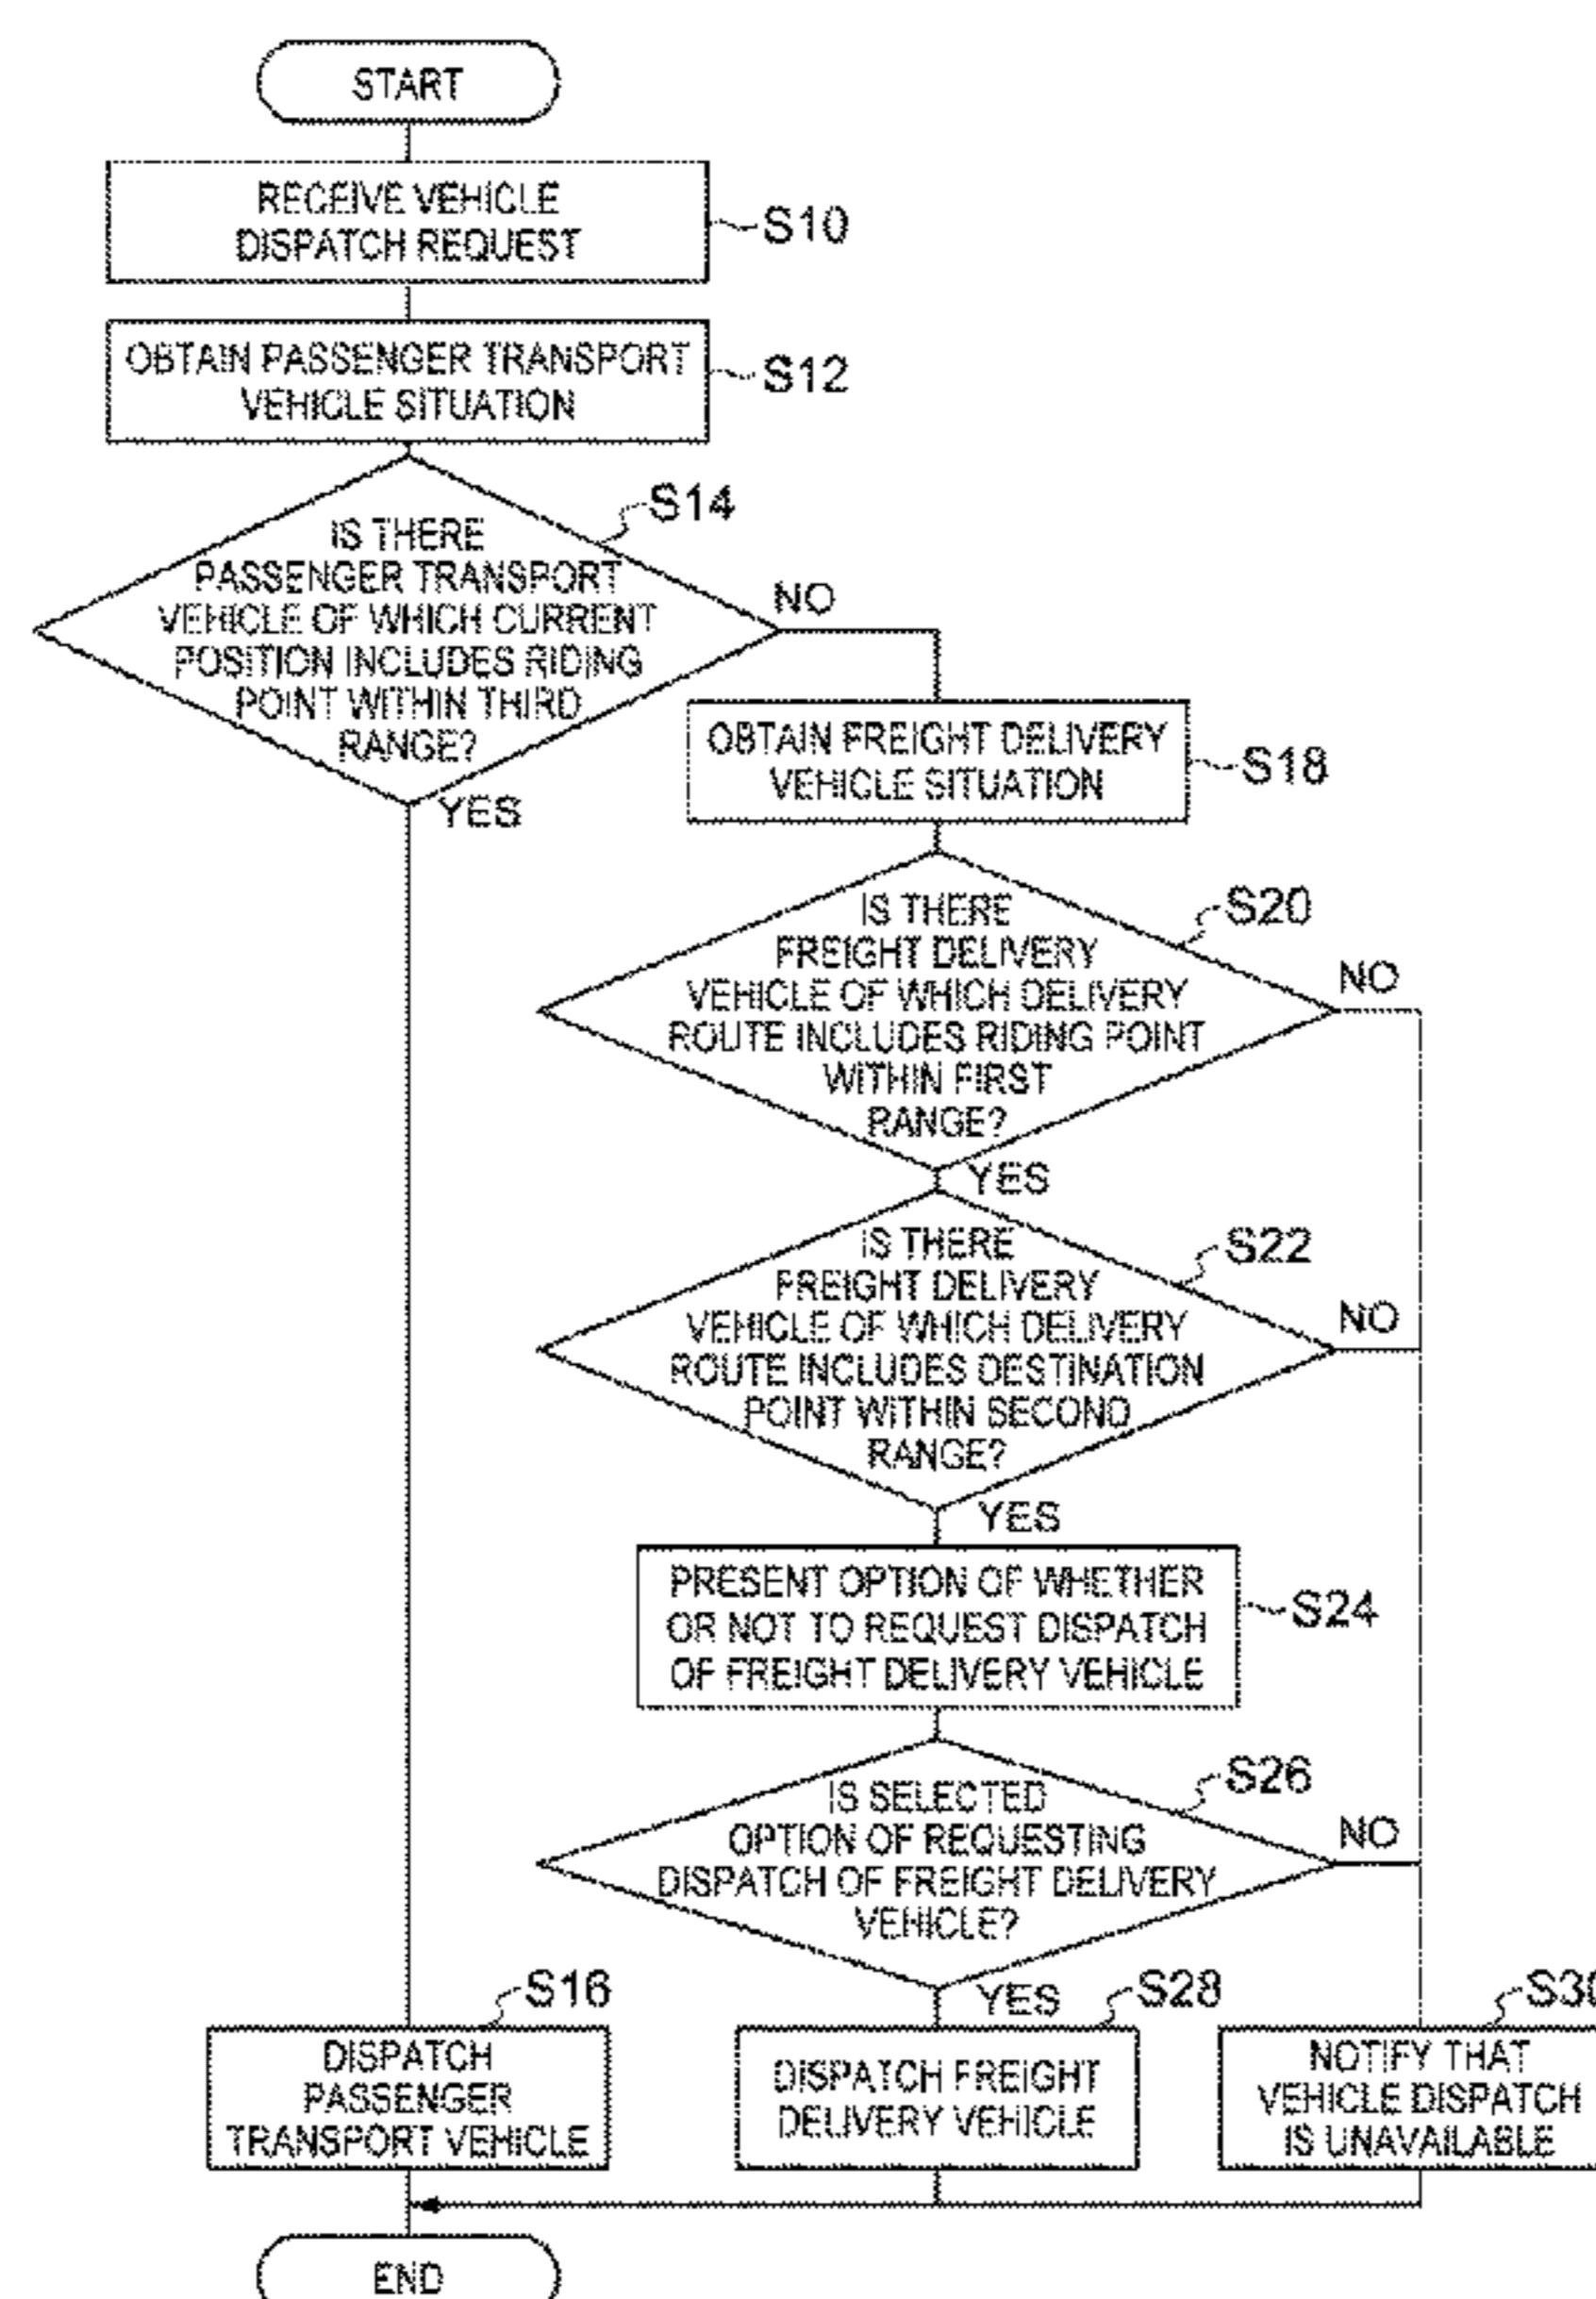 START
RECEIVE VEHICLE
DISPATCH REQUEST
S10
OBTAIN PASSENGER TRANSPORT
VEHICLE SITUATION
S12
S14
IS THERE
PASSENGER TRANSPORT
VEHICLE OF WHICH CURRENT
POSITION INCLUDES RIDING
POINT WITHIN THIRD
RANGE?
NO
YES
OBTAIN FREIGHT DELIVERY
VEHICLE SITUATION
S18
S20
IS THERE
FREIGHT DELIVERY
VEHICLE OF WHICH DELIVERY
ROUTE INCLUDES RIDING POINT
WITHIN FIRST
RANGE?
NO
YES
S22
IS THERE
FREIGHT DELIVERY
VEHICLE OF WHICH DELIVERY
ROUTE INCLUDES DESTINATION
POINT WITHIN SECOND
RANGE?
NO
YES
PRESENT OPTION OF WHETHER
OR NOT TO REQUEST DISPATCH
OF FREIGHT DELIVERY VEHICLE
S24
S26
IS SELECTED
OPTION OF REQUESTING
DISPATCH OF FREIGHT DELIVERY
VEHICLE?
NO
YES
S16
DISPATCH
PASSENGER
TRANSPORT VEHICLE
S28
DISPATCH FREIGHT
DELIVERY VEHICLE
S30
NOTIFY THAT
VEHICLE DISPATCH
IS UNAVAILABLE
END